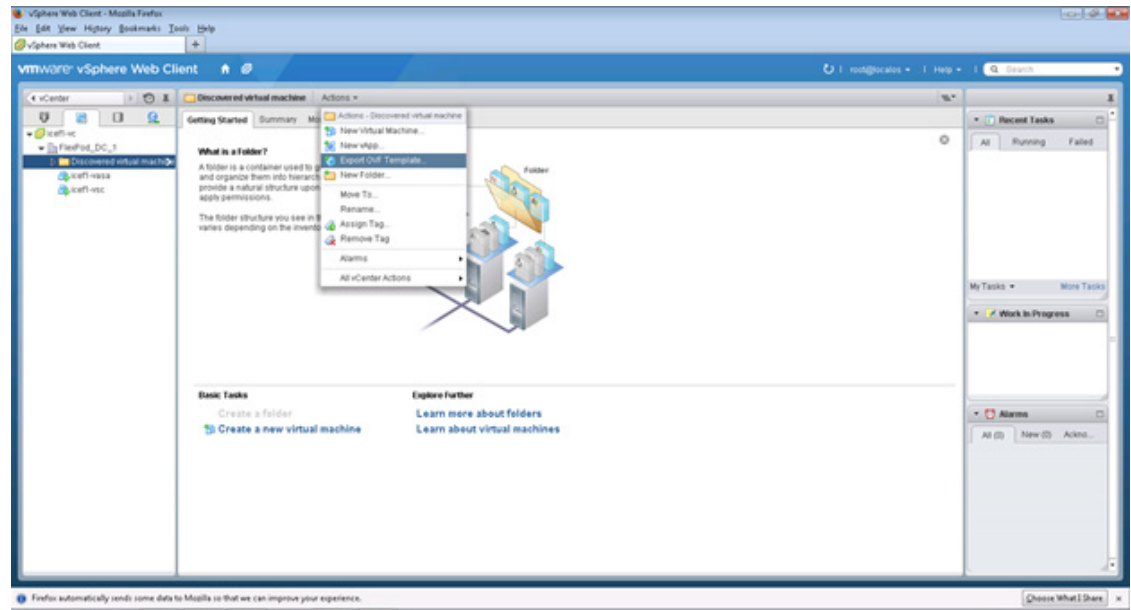 vSphere Web Client - Mozilla Firefox
File Edit View History Bookmarks Tools Help
vSphere Web Client +
vmware vSphere Web Client
root@localos Help Search
vCenter
icefl-vc
FlexPod_DC_1
Discovered virtual machine
icefl-vasa
icefl-vsc
Discovered virtual machine Actions
Getting Started Summary Mo
What is a Folder?
A folder is a container used to g
and organize them into hierarch
provide a natural structure upon
apply permissions.
The folder structure you see in t
varies depending on the invento
Actions - Discovered virtual machine
New Virtual Machine...
New vApp...
Export OVF Template...
New Folder...
Move To...
Rename...
Assign Tag...
Remove Tag
Alarms
All vCenter Actions
Folder
Basic Tasks
Create a folder
Create a new virtual machine
Explore Further
Learn more about folders
Learn about virtual machines
Recent Tasks
All Running Failed
My Tasks More Tasks
Work In Progress
Alarms
All (0) New (0) Ackno...
Firefox automatically sends some data to Mozilla so that we can improve your experience.
Choose What I Share